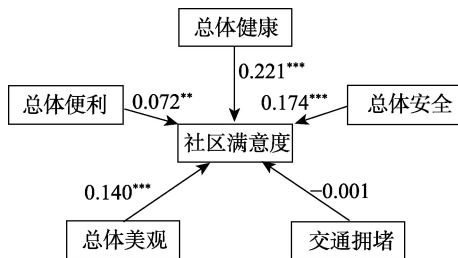 总体健康
0.221***
总体便利
0.072**
0.174***
总体安全
社区满意度
0.140***
−0.001
总体美观
交通拥堵